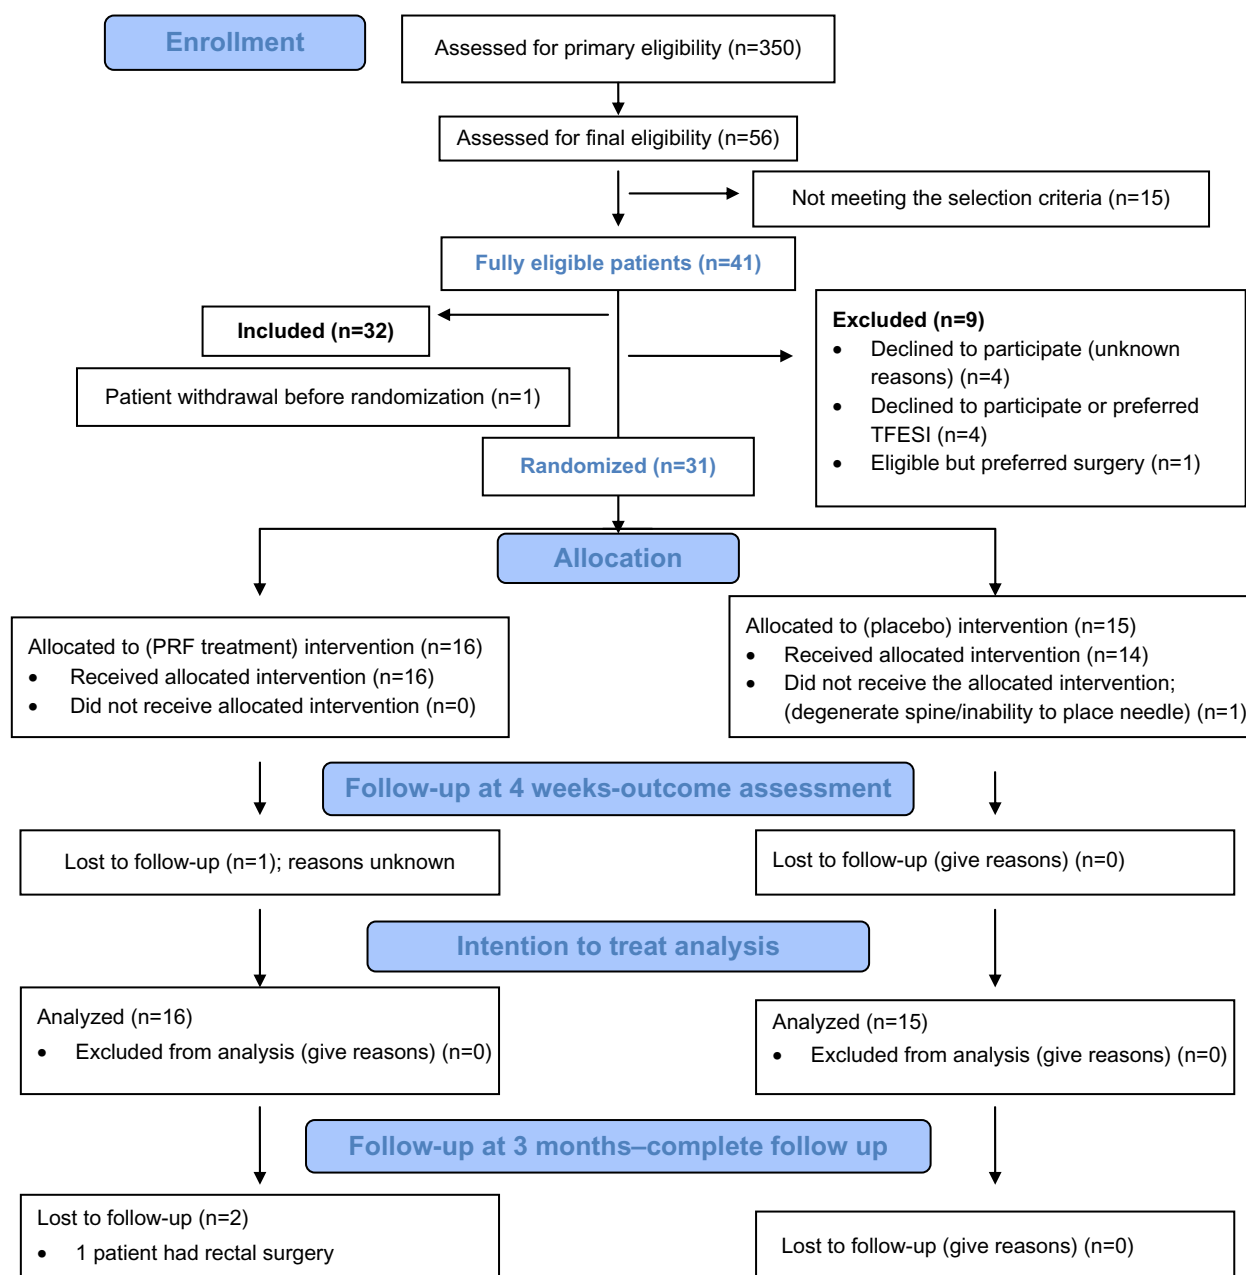 Enrollment
Assessed for primary eligibility (n=350)
Assessed for final eligibility (n=56)
Not meeting the selection criteria (n=15)
Fully eligible patients (n=41)
Included (n=32)
Patient withdrawal before randomization (n=1)
Excluded (n=9)
• Declined to participate (unknown
reasons) (n=4)
• Declined to participate or preferred
TFESI (n=4)
• Eligible but preferred surgery (n=1)
Randomized (n=31)
Allocation
Allocated to (PRF treatment) intervention (n=16)
• Received allocated intervention (n=16)
• Did not receive allocated intervention (n=0)
Allocated to (placebo) intervention (n=15)
• Received allocated intervention (n=14)
• Did not receive the allocated intervention;
(degenerate spine/inability to place needle) (n=1)
Follow-up at 4 weeks-outcome assessment
Lost to follow-up (n=1); reasons unknown
Lost to follow-up (give reasons) (n=0)
Intention to treat analysis
Analyzed (n=16)
• Excluded from analysis (give reasons) (n=0)
Analyzed (n=15)
• Excluded from analysis (give reasons) (n=0)
Follow-up at 3 months–complete follow up
Lost to follow-up (n=2)
• 1 patient had rectal surgery
Lost to follow-up (give reasons) (n=0)